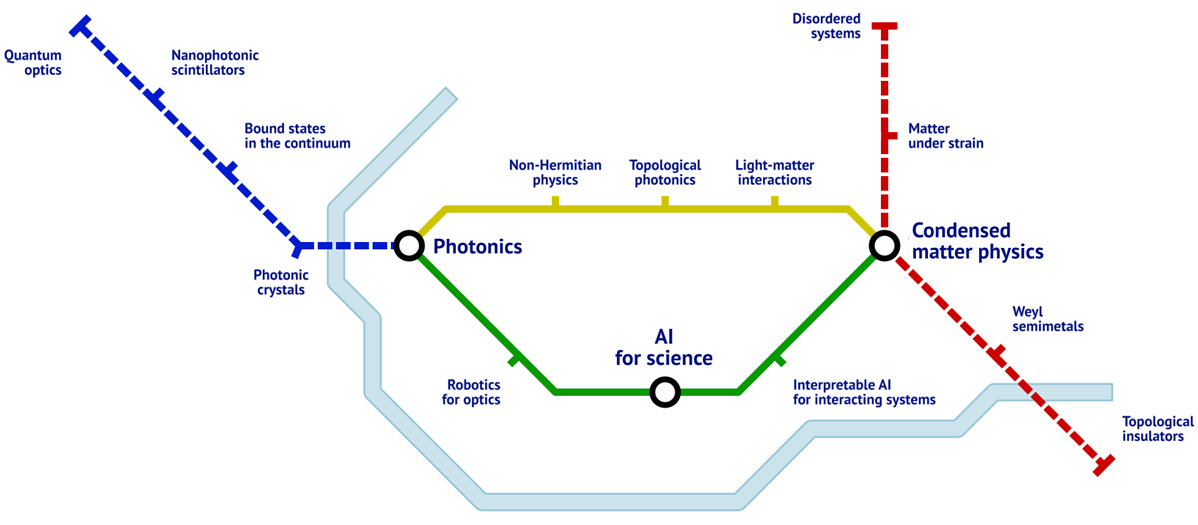 Quantum
optics
Nanophotonic
scintillators
Bound states
in the continuum
Photonic
crystals
Photonics
Non-Hermitian
physics
Topological
photonics
Light-matter
interactions
Disordered
systems
Matter
under strain
Condensed
matter physics
AI
for science
Robotics
for optics
Interpretable AI
for interacting systems
Weyl
semimetals
Topological
insulators